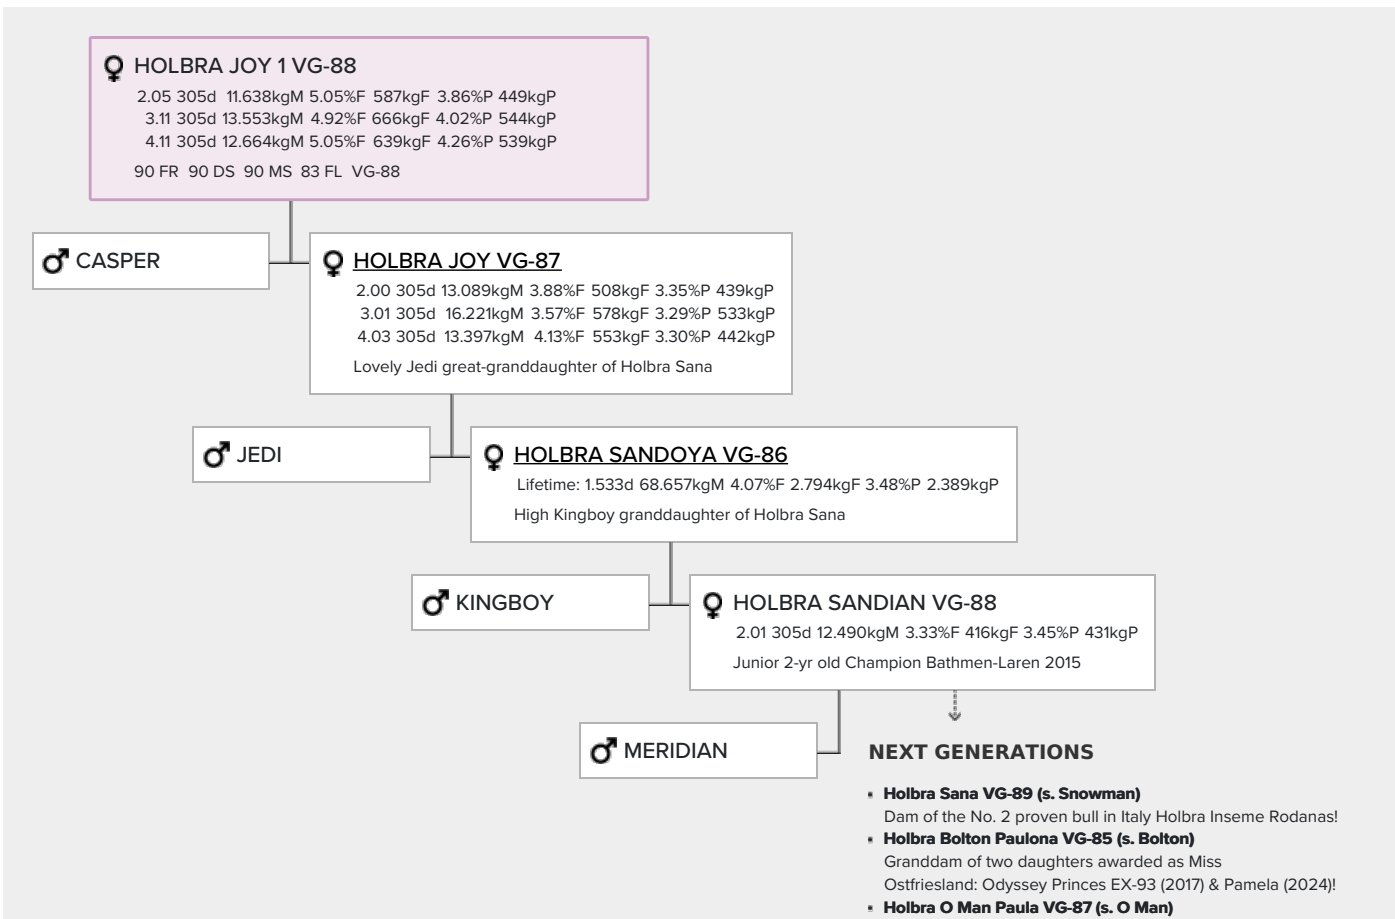 HOLBRA JOY 1 VG-88
2.05 305d 11.638kgM 5.05%F 587kgF 3.86%P 449kgP
3.11 305d 13.553kgM 4.92%F 666kgF 4.02%P 544kgP
4.11 305d 12.664kgM 5.05%F 639kgF 4.26%P 539kgP
90 FR 90 DS 90 MS 83 FL VG-88
CASPER
HOLBRA JOY VG-87
2.00 305d 13.089kgM 3.88%F 508kgF 3.35%P 439kgP
3.01 305d 16.221kgM 3.57%F 578kgF 3.29%P 533kgP
4.03 305d 13.397kgM 4.13%F 553kgF 3.30%P 442kgP
Lovely Jedi great-granddaughter of Holbra Sana
JEDI
HOLBRA SANDOYA VG-86
Lifetime: 1.533d 68.657kgM 4.07%F 2.794kgF 3.48%P 2.389kgP
High Kingboy granddaughter of Holbra Sana
KINGBOY
HOLBRA SANDIAN VG-88
2.01 305d 12.490kgM 3.33%F 416kgF 3.45%P 431kgP
Junior 2-yr old Champion Bathmen-Laren 2015
MERIDIAN
NEXT GENERATIONS
Holbra Sana VG-89 (s. Snowman)
Dam of the No. 2 proven bull in Italy Holbra Inseme Rodanas!
Holbra Bolton Paulona VG-85 (s. Bolton)
Granddam of two daughters awarded as Miss
Ostfriesland: Odyssey Princes EX-93 (2017) & Pamela (2024)!
Holbra O Man Paula VG-87 (s. O Man)